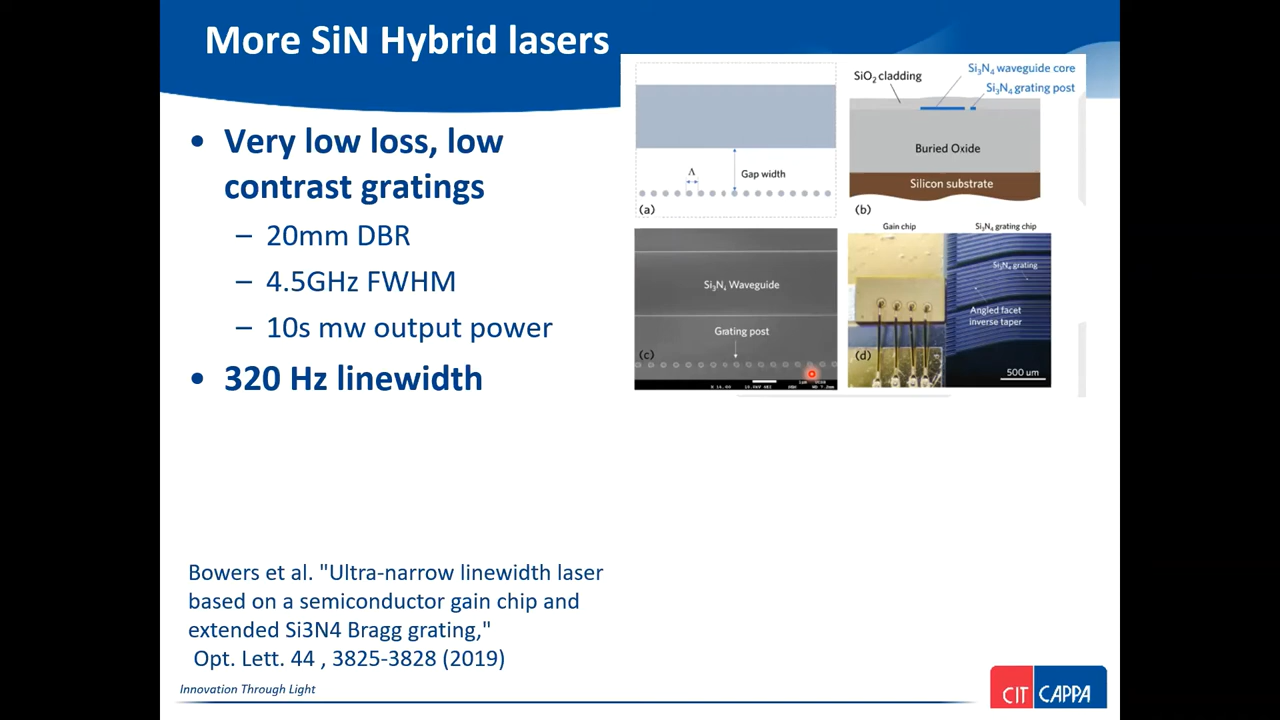 More SiN Hybrid lasers
• Very low loss, low
contrast gratings
– 20mm DBR
– 4.5GHz FWHM
– 10s mw output power
• 320 Hz linewidth
Λ
Gap width
(a)
SiO2 cladding
Si3N4 waveguide core
Si3N4 grating post
Buried Oxide
Silicon substrate
(b)
Si3N4 Waveguide
Grating post
(c)
Gain chip
Si3N4 grating chip
Si3N4 grating
Angled facet
inverse taper
(d)
500 um
Bowers et al. "Ultra-narrow linewidth laser
based on a semiconductor gain chip and
extended Si3N4 Bragg grating,"
Opt. Lett. 44 , 3825-3828 (2019)
Innovation Through Light
CIT CAPPA